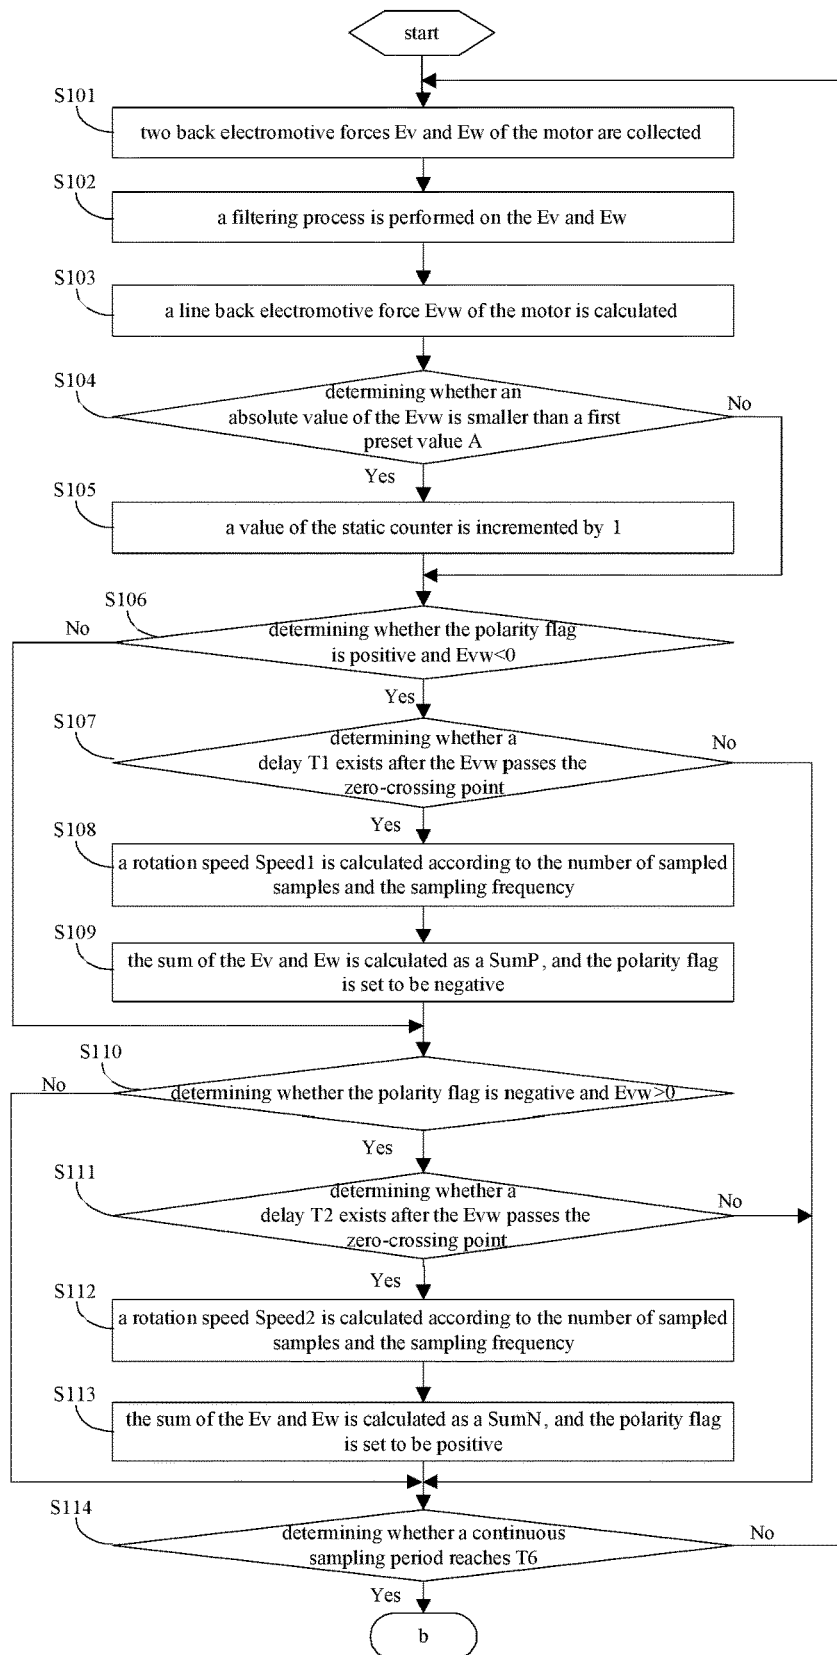 start
S101
two back electromotive forces Ev and Ew of the motor are collected
S102
a filtering process is performed on the Ev and Ew
S103
a line back electromotive force Evw of the motor is calculated
S104
determining whether an
absolute value of the Evw is smaller than a first
preset value A
No
Yes
S105
a value of the static counter is incremented by 1
S106
No
determining whether the polarity flag
is positive and Evw<0
Yes
S107
determining whether a
delay T1 exists after the Evw passes the
zero-crossing point
No
Yes
S108
a rotation speed Speed1 is calculated according to the number of sampled
samples and the sampling frequency
S109
the sum of the Ev and Ew is calculated as a SumP, and the polarity flag
is set to be negative
S110
No
determining whether the polarity flag is negative and Evw>0
Yes
S111
determining whether a
delay T2 exists after the Evw passes the
zero-crossing point
No
Yes
S112
a rotation speed Speed2 is calculated according to the number of sampled
samples and the sampling frequency
S113
the sum of the Ev and Ew is calculated as a SumN, and the polarity flag
is set to be positive
S114
determining whether a continuous
sampling period reaches T6
No
Yes
b